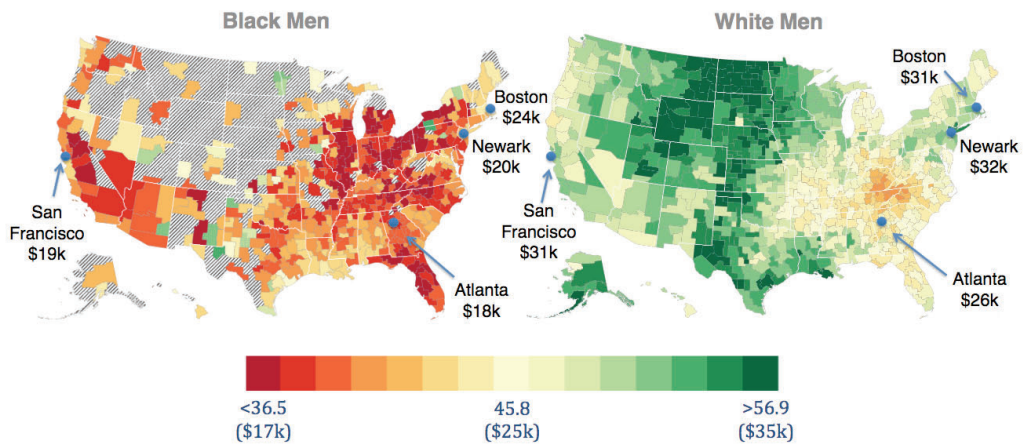 Black Men
White Men
Boston
$24k
Newark
$20k
San
Francisco
$19k
Atlanta
$18k
Boston
$31k
Newark
$32k
San
Francisco
$31k
Atlanta
$26k
<36.5
($17k)
45.8
($25k)
>56.9
($35k)